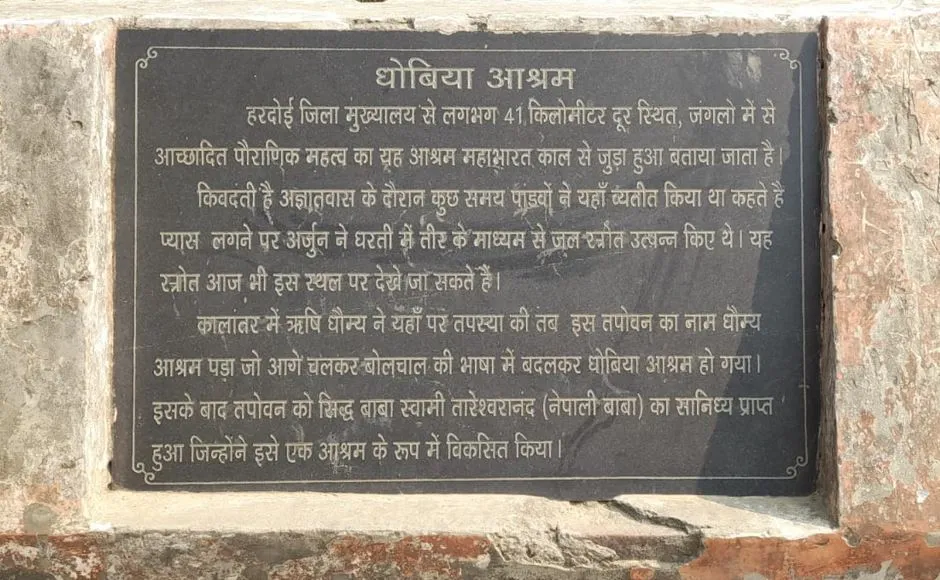 धोबिया आश्रम
हरदोई जिला मुख्यालय से लगभग 41 किलोमीटर दूर स्थित, जंगलो में से
आच्छादित पौराणिक महत्व का यह आश्रम महाभारत काल से जुड़ा हुआ बताया जाता है।
किवदंती है अज्ञातवास के दौरान कुछ समय पांडवों ने यहाँ व्यतीत किया था कहते है
प्यास लगने पर अर्जुन ने धरती में तीर के माध्यम से जल स्त्रोत उत्पन्न किए थे। यह
स्त्रोत आज भी इस स्थल पर देखे जा सकते हैं।
कालांतर में ऋषि धौम्य ने यहाँ पर तपस्या की तब इस तपोवन का नाम धौम्य
आश्रम पड़ा जो आगें चलकर बोलचाल की भाषा में बदलकर धोबिया आश्रम हो गया।
इसके बाद तपोवन को सिद्ध बाबा स्वामी तारेश्वरानंद (नेपाली बाबा) का सानिध्य प्राप्त
हुआ जिन्होंने इसे एक आश्रम के रूप में विकसित किया।